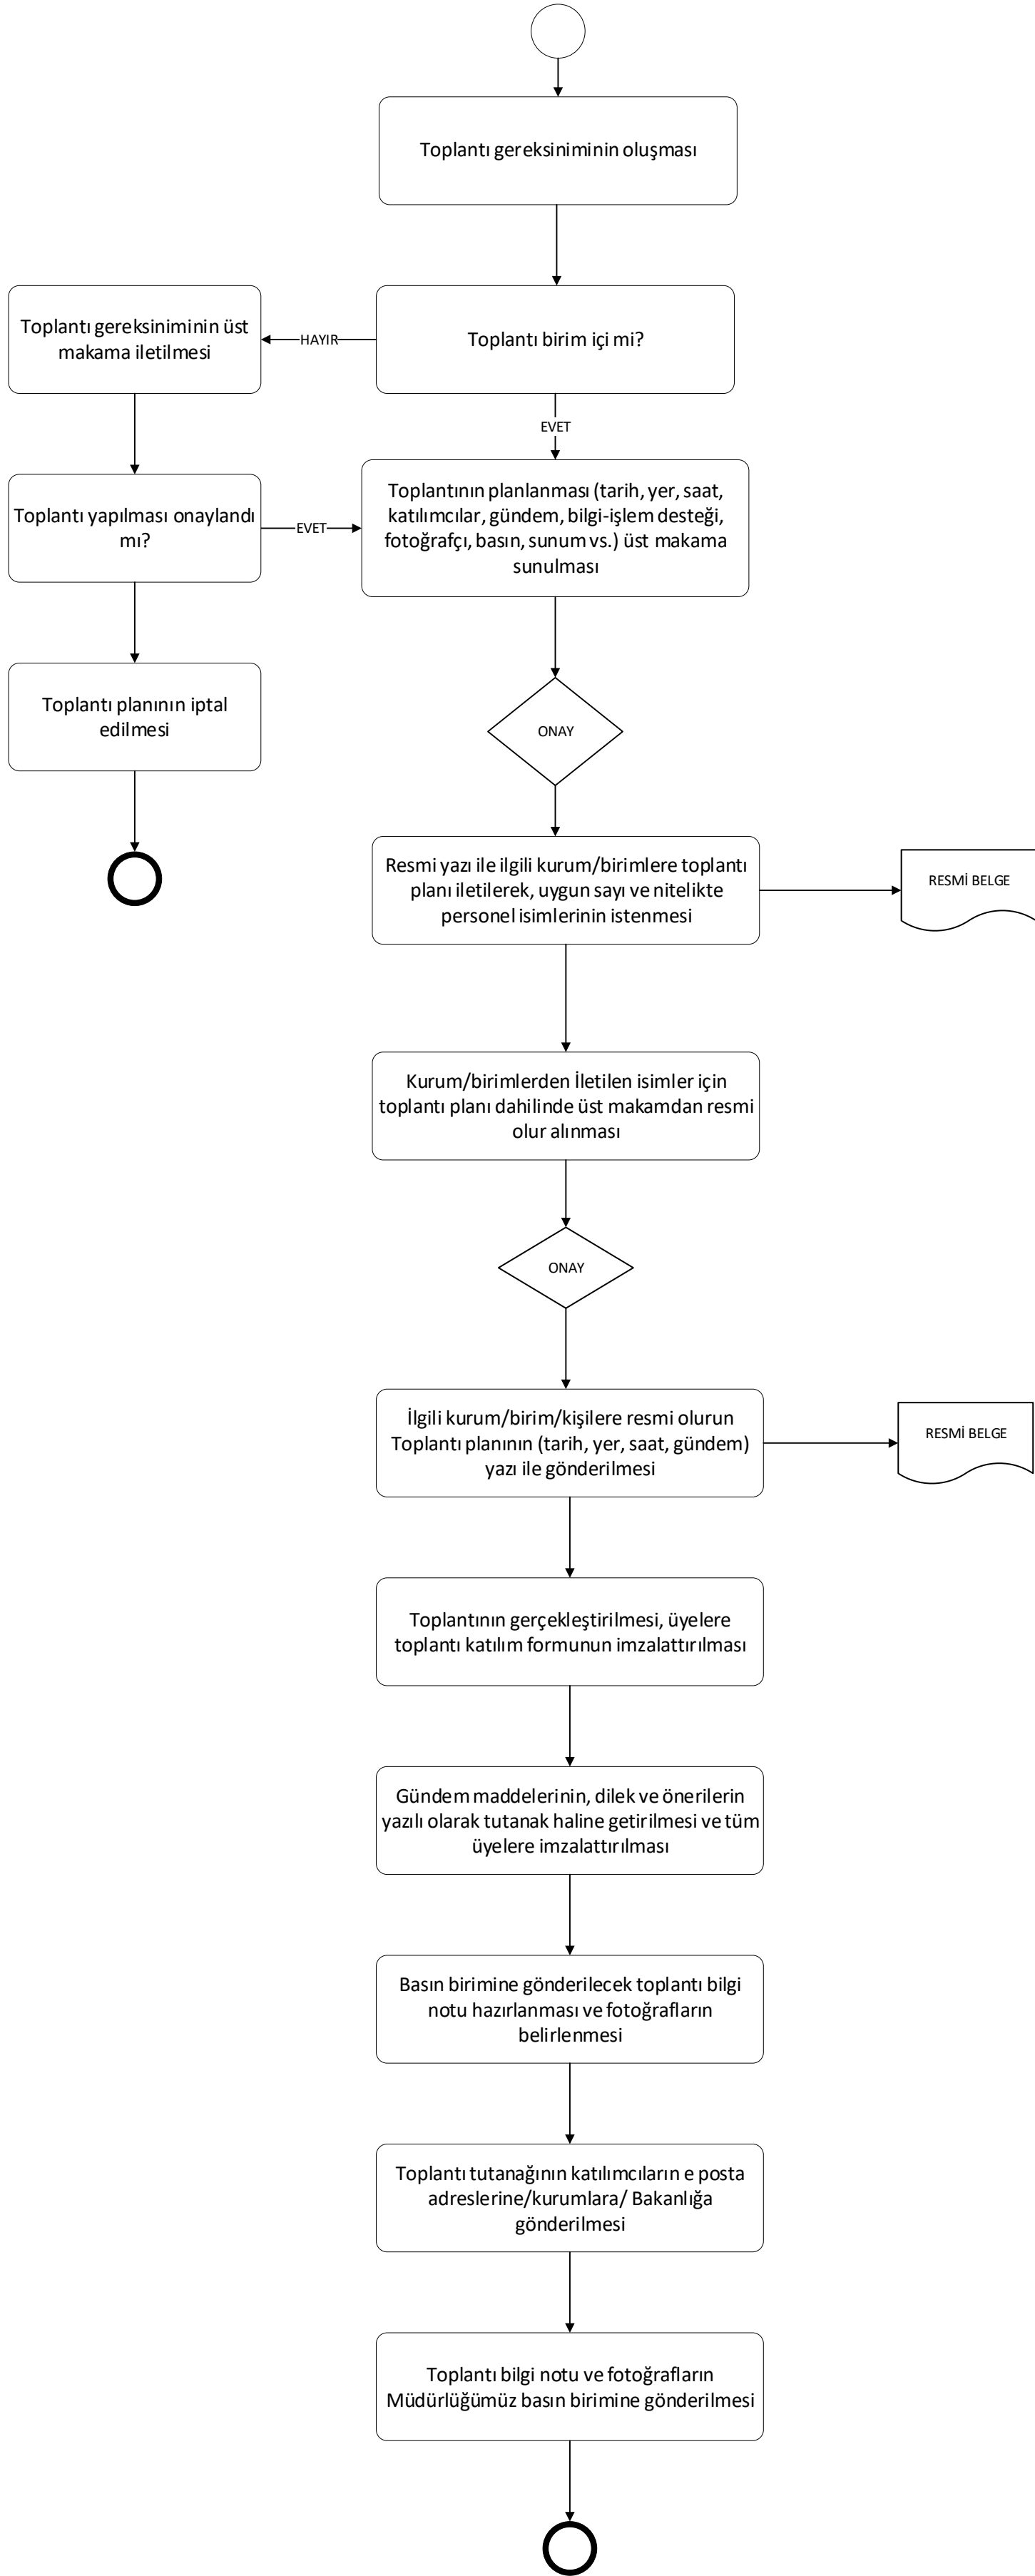 Toplantı gereksiniminin oluşması
Toplantı gereksiniminin üst
makama iletilmesi
HAYIR
Toplantı birim içi mi?
EVET
Toplantı yapılması onaylandı
mı?
EVET
Toplantının planlanması (tarih, yer, saat,
katılımcılar, gündem, bilgi-işlem desteği,
fotoğrafçı, basın, sunum vs.) üst makama
sunulması
Toplantı planının iptal
edilmesi
ONAY
Resmi yazı ile ilgili kurum/birimlere toplantı
planı iletilerek, uygun sayı ve nitelikte
personel isimlerinin istenmesi
RESMİ BELGE
Kurum/birimlerden İletilen isimler için
toplantı planı dahilinde üst makamdan resmi
olur alınması
ONAY
İlgili kurum/birim/kişilere resmi olurun
Toplantı planının (tarih, yer, saat, gündem)
yazı ile gönderilmesi
RESMİ BELGE
Toplantının gerçekleştirilmesi, üyelere
toplantı katılım formunun imzalattırılması
Gündem maddelerinin, dilek ve önerilerin
yazılı olarak tutanak haline getirilmesi ve tüm
üyelere imzalattırılması
Basın birimine gönderilecek toplantı bilgi
notu hazırlanması ve fotoğrafların
belirlenmesi
Toplantı tutanağının katılımcıların e posta
adreslerine/kurumlara/ Bakanlığa
gönderilmesi
Toplantı bilgi notu ve fotoğrafların
Müdürlüğümüz basın birimine gönderilmesi